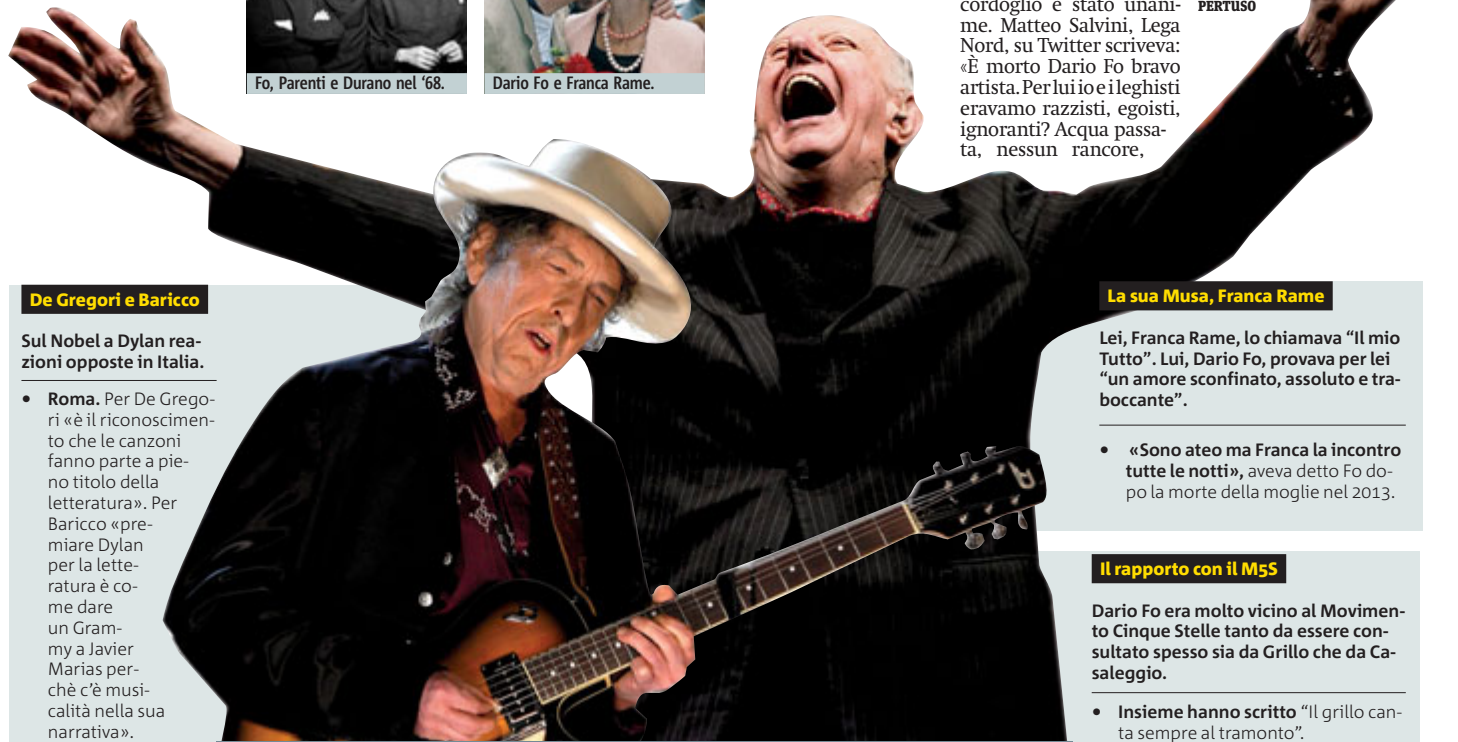 Fo, Parenti e Durano nel ‘68.
Dario Fo e Franca Rame.
cordoglio è stato unani-
me. Matteo Salvini, Lega
Nord, su Twitter scriveva:
«È morto Dario Fo bravo
artista. Per lui io e i leghisti
eravamo razzisti, egoisti,
ignoranti? Acqua passa-
ta, nessun rancore,
PERTUSO
De Gregori e Baricco
Sul Nobel a Dylan rea-
zioni opposte in Italia.
• Roma. Per De Grego-
ri «è il riconoscimen-
to che le canzoni
fanno parte a pie-
no titolo della
letteratura». Per
Baricco «pre-
miare Dylan
per la lette-
ratura è co-
me dare
un Gram-
my a Javier
Marias per-
chè c’è musi-
calità nella sua
narrativa».
La sua Musa, Franca Rame
Lei, Franca Rame, lo chiamava “Il mio
Tutto”. Lui, Dario Fo, provava per lei
“un amore sconfinato, assoluto e tra-
boccante”.
• «Sono ateo ma Franca la incontro
tutte le notti», aveva detto Fo do-
po la morte della moglie nel 2013.
Il rapporto con il M5S
Dario Fo era molto vicino al Movimen-
to Cinque Stelle tanto da essere con-
sultato spesso sia da Grillo che da Ca-
saleggio.
• Insieme hanno scritto “Il grillo can-
ta sempre al tramonto”.